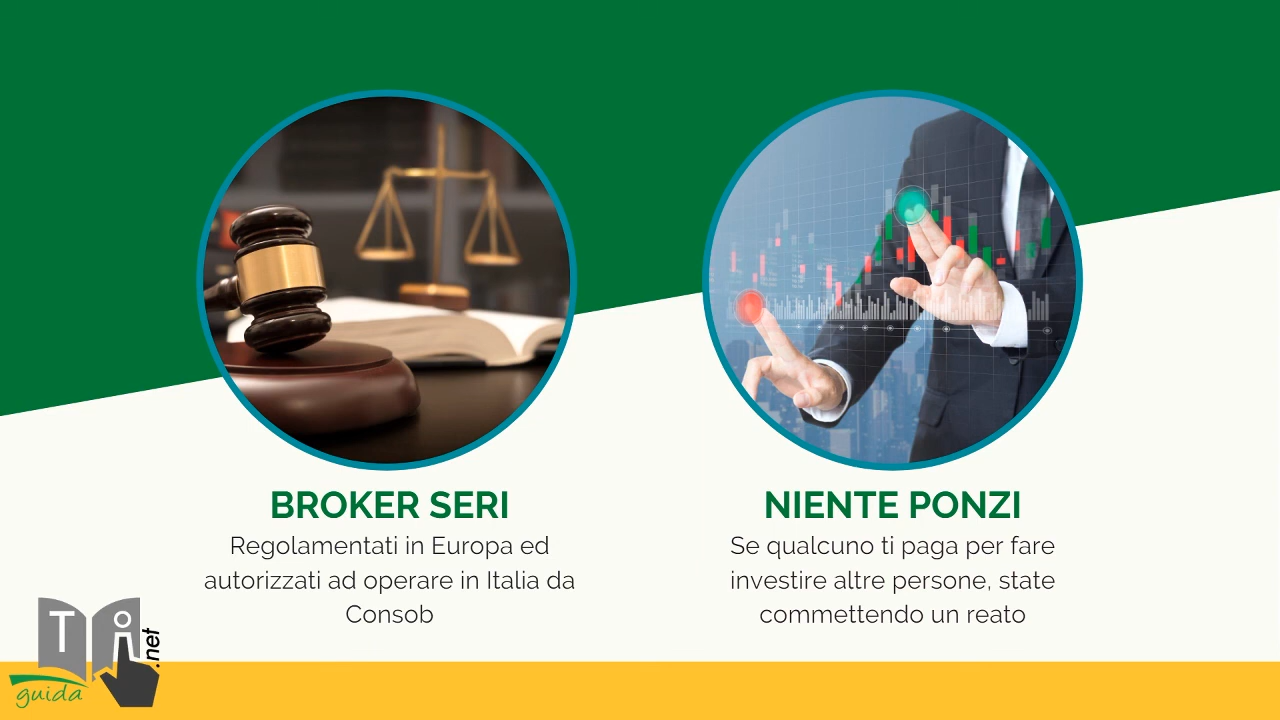 BROKER SERI
Regolamentati in Europa ed
autorizzati ad operare in Italia da
Consob
NIENTE PONZI
Se qualcuno ti paga per fare
investire altre persone, state
commettendo un reato
Ti
.net
guida